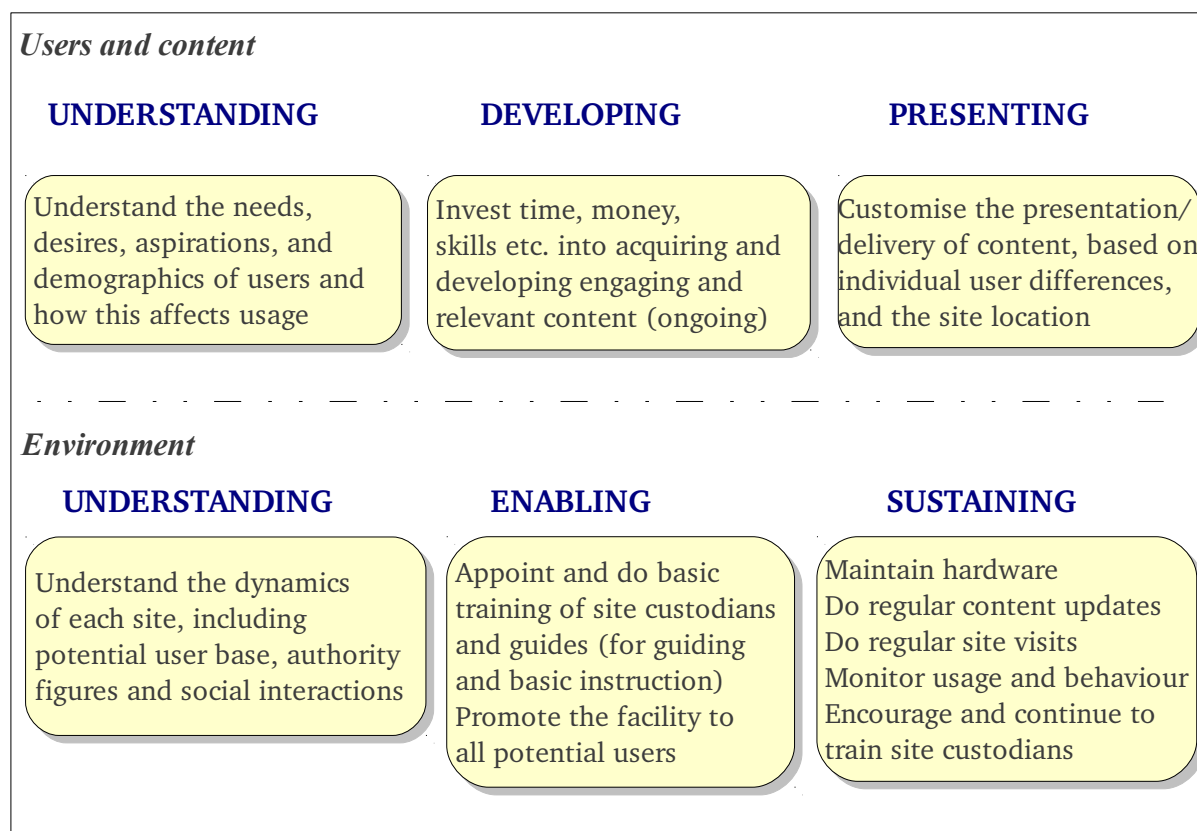 Users and content
UNDERSTANDING
DEVELOPING
PRESENTING
Understand the needs,
desires, aspirations, and
demographics of users and
how this affects usage
Invest time, money,
skills etc. into acquiring and
developing engaging and
relevant content (ongoing)
Customise the presentation/
delivery of content, based on
individual user differences,
and the site location
Environment
UNDERSTANDING
ENABLING
SUSTAINING
Understand the dynamics
of each site, including
potential user base, authority
figures and social interactions
Appoint and do basic
training of site custodians
and guides (for guiding
and basic instruction)
Promote the facility to
all potential users
Maintain hardware
Do regular content updates
Do regular site visits
Monitor usage and behaviour
Encourage and continue to
train site custodians